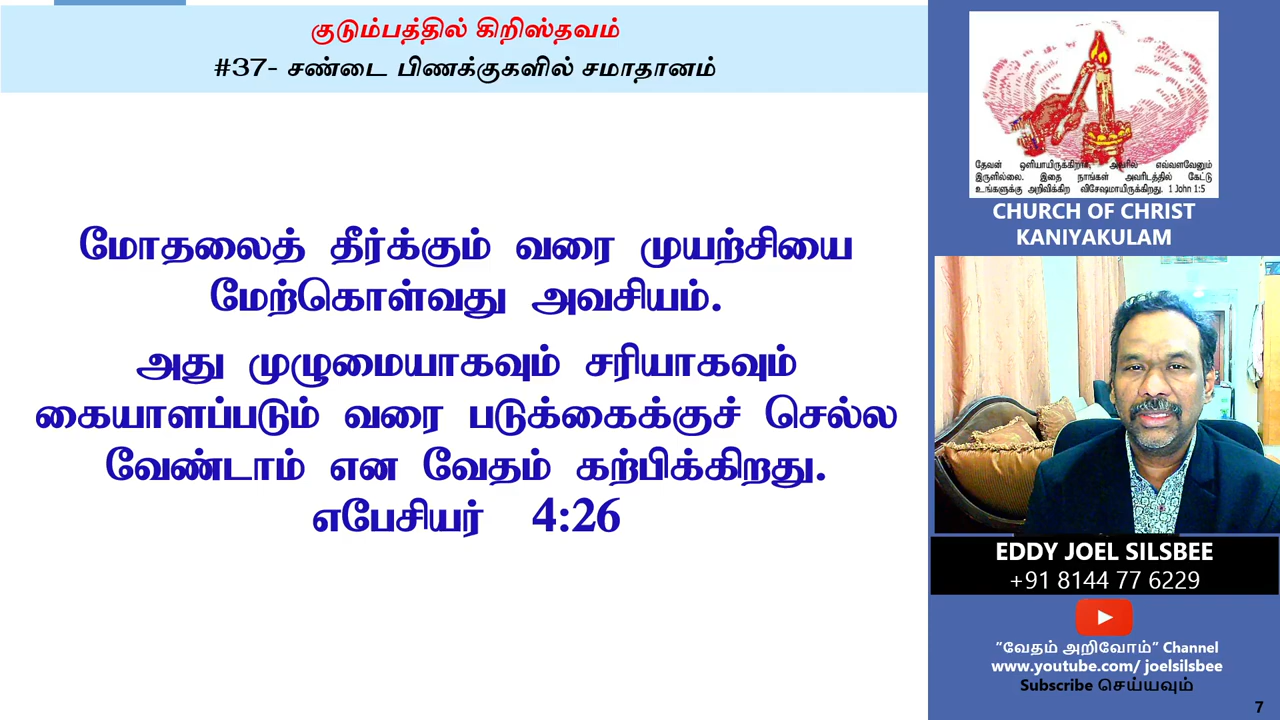 குடும்பத்தில் கிறிஸ்தவம்
#37- சண்டை பிணக்குகளில் சமாதானம்
மோதலைத் தீர்க்கும் வரை முயற்சியை
மேற்கொள்வது அவசியம்.
அது முழுமையாகவும் சரியாகவும்
கையாளப்படும் வரை படுக்கைக்குச் செல்ல
வேண்டாம் என வேதம் கற்பிக்கிறது.
எபேசியர் 4:26
தேவன் ஒளியாயிருக்கிறார், அவரில் எவ்வளவேனும்
இருளில்லை. இதை நாங்கள் அவரிடத்தில் கேட்டு
உங்களுக்கு அறிவிக்கிற விசேஷமாயிருக்கிறது. 1 John 1:5
CHURCH OF CHRIST
KANIYAKULAM
EDDY JOEL SILSBEE
+91 8144 77 6229
"வேதம் அறிவோம்" Channel
www.youtube.com/ joelsilsbee
Subscribe செய்யவும்
7